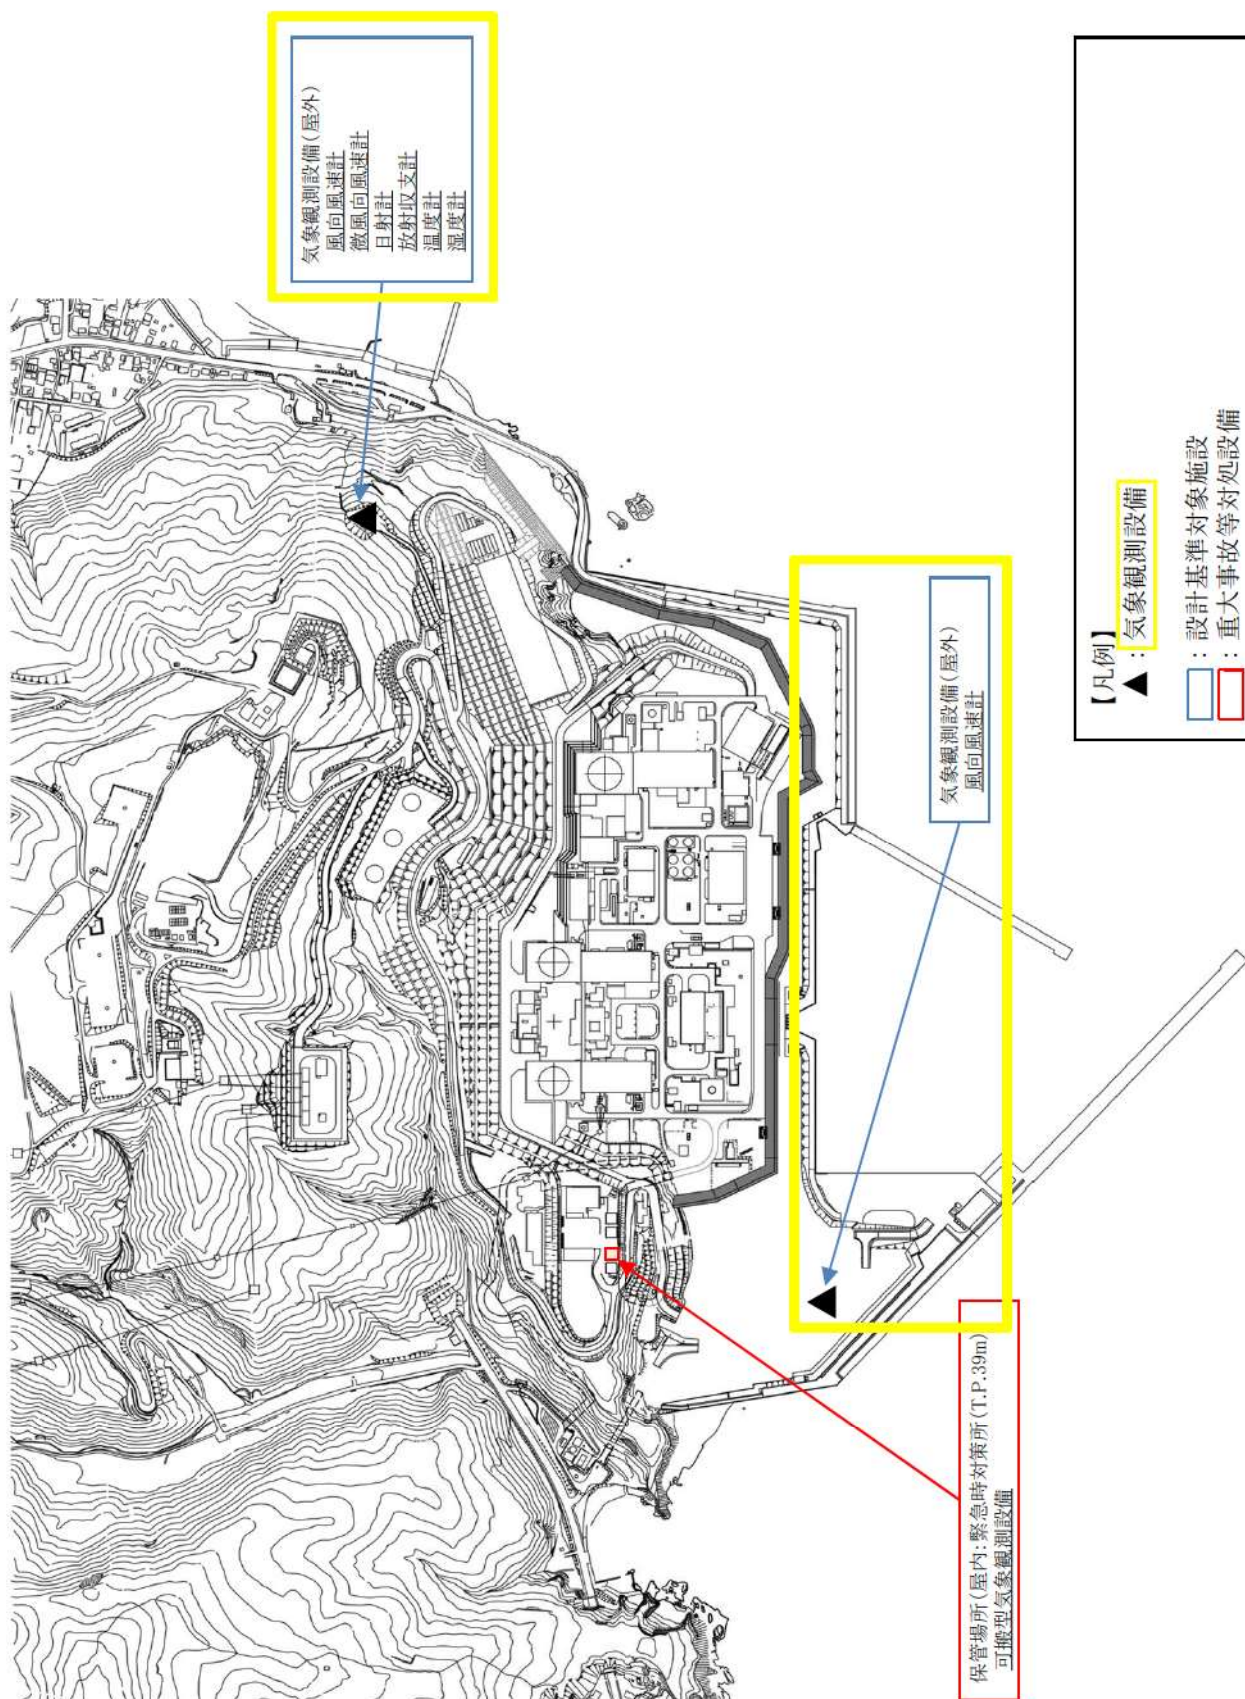 気象観測設備(屋外)
風向風速計
微風向風速計
日射計
放射収支計
温度計
湿度計
気象観測設備(屋外)
風向風速計
保管場所(屋内:緊急時対策所(T.P.39m)
可搬型気象観測設備
【凡例】
▲:気象観測設備
:設計基準対象施設
:重大事故等対処設備